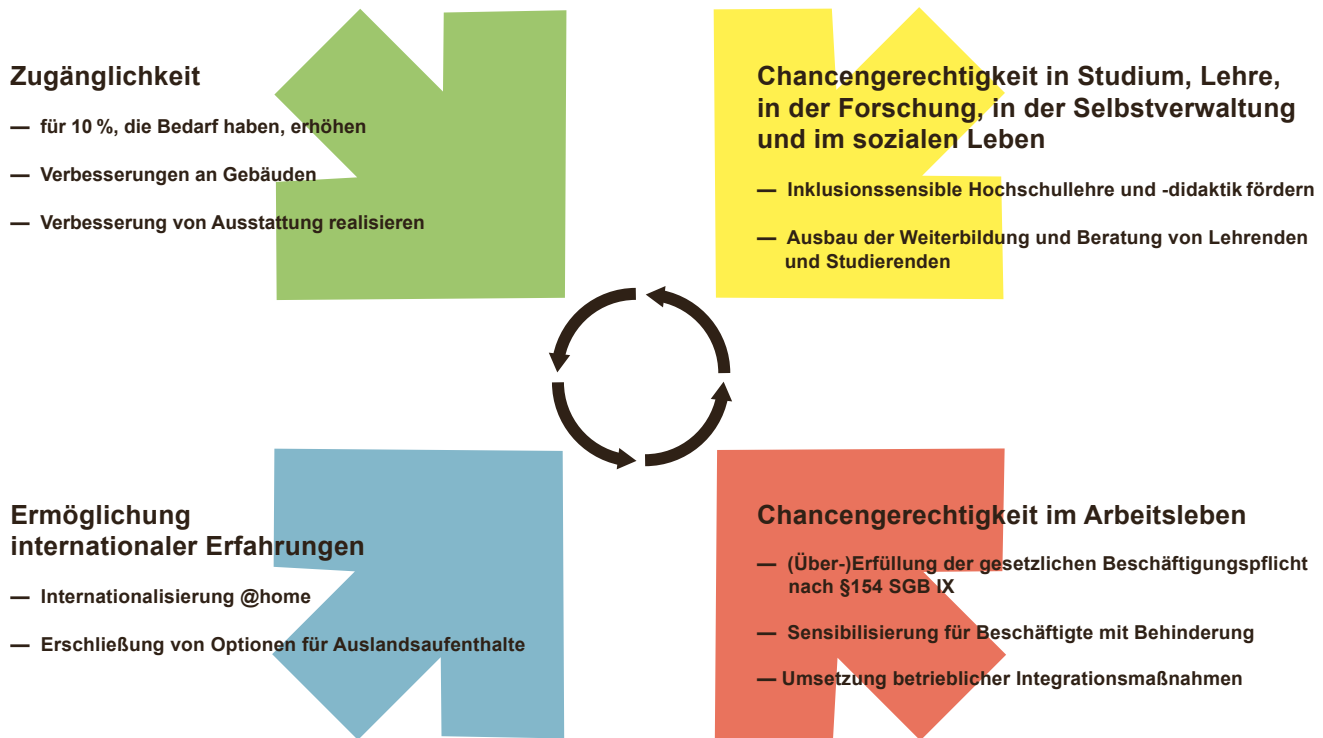 Zugänglichkeit
— für 10 %, die Bedarf haben, erhöhen
— Verbesserungen an Gebäuden
— Verbesserung von Ausstattung realisieren
Chancengerechtigkeit in Studium, Lehre,
in der Forschung, in der Selbstverwaltung
und im sozialen Leben
— Inklusionssensible Hochschullehre und -didaktik fördern
— Ausbau der Weiterbildung und Beratung von Lehrenden
und Studierenden
Ermöglichung
internationaler Erfahrungen
— Internationalisierung @home
— Erschließung von Optionen für Auslandsaufenthalte
Chancengerechtigkeit im Arbeitsleben
— (Über-)Erfüllung der gesetzlichen Beschäftigungspflicht
nach §154 SGB IX
— Sensibilisierung für Beschäftigte mit Behinderung
— Umsetzung betrieblicher Integrationsmaßnahmen